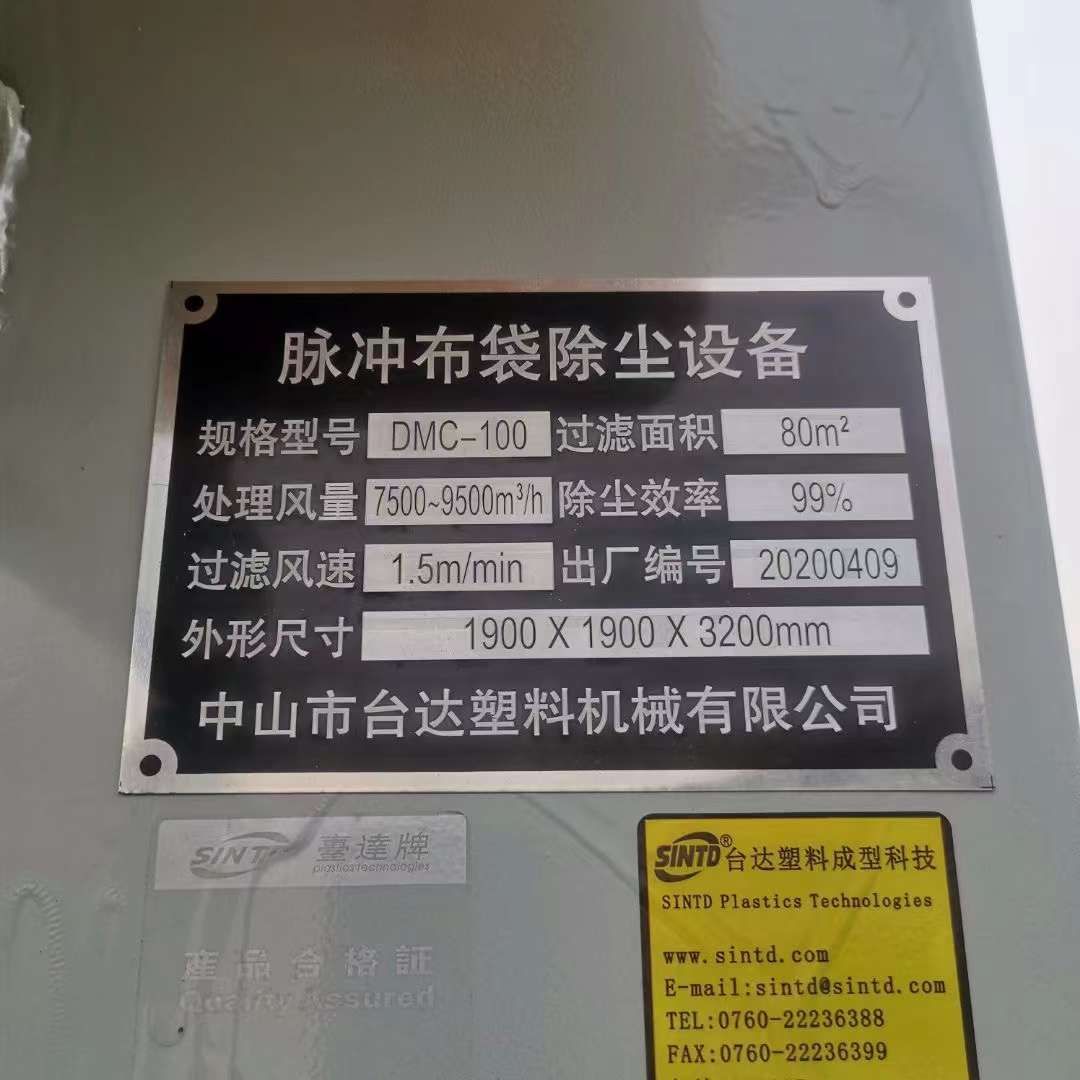 脉冲布袋除尘设备
规格型号 DMC-100 过滤面积 80m²
处理风量 7500~9500m³/h 除尘效率 99%
过滤风速 1.5m/min 出厂编号 20200409
外形尺寸 1900 X 1900 X 3200mm
中山市台达塑料机械有限公司
SINTD 臺達牌
plastics technologies
產品合格証
Quality Assured
SINTD® 台达塑料成型科技
SINTD Plastics Technologies
www.sintd.com
E-mail:sintd@sintd.com
TEL:0760-22236388
FAX:0760-22236399